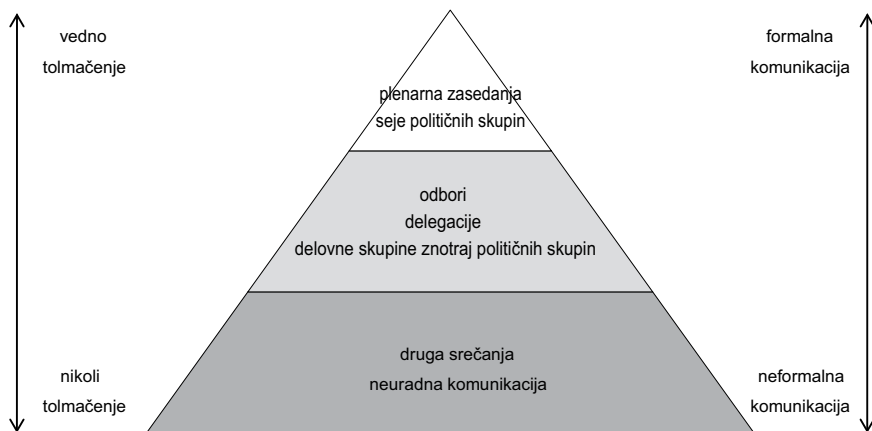 vedno
tolmačenje
formalna
komunikacija
plenarna zasedanja
seje političnih skupin
odbori
delegacije
delovne skupine znotraj političnih skupin
druga srečanja
neuradna komunikacija
nikoli
tolmačenje
neformalna
komunikacija